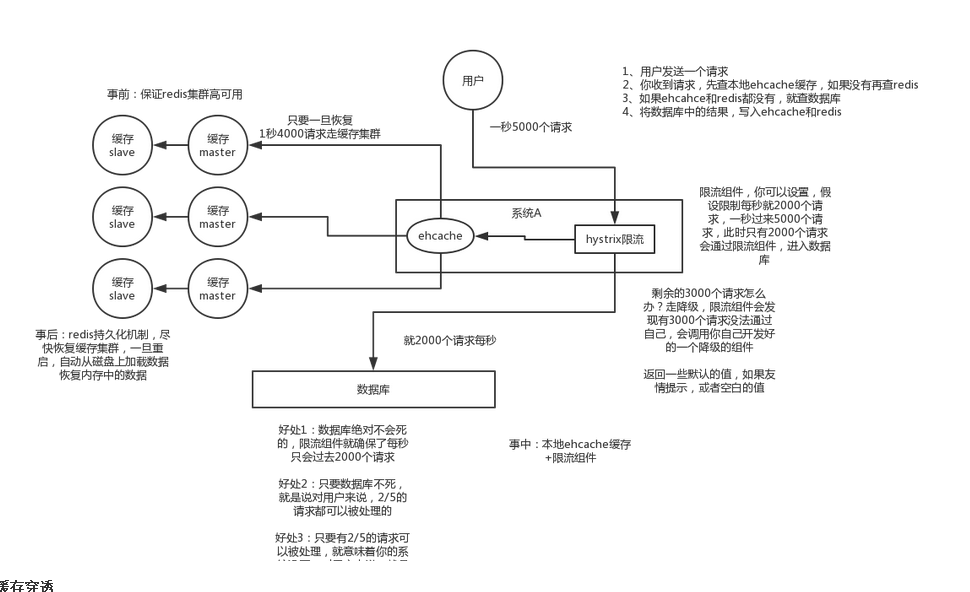 用户
1、用户发送一个请求
2、你收到请求，先查本地ehcache缓存，如果没有再查redis
3、如果ehcahce和redis都没有，就查数据库
4、将数据库中的结果，写入ehcache和redis
事前：保证redis集群高可用
只要一旦恢复
1秒4000请求走缓存集群
一秒5000个请求
缓存
slave
缓存
master
缓存
slave
缓存
master
缓存
slave
缓存
master
系统A
ehcache
hystrix限流
限流组件，你可以设置，假
设限制每秒就2000个请
求，一秒过来5000个请
求，此时只有2000个请求
会通过限流组件，进入数据
库
剩余的3000个请求怎么
办？走降级，限流组件会发
现有3000个请求没法通过
自己，会调用你自己开发好
的一个降级的组件
返回一些默认的值，如果友
情提示，或者空白的值
事后：redis持久化机制，尽
快恢复缓存集群，一旦重
启，自动从磁盘上加载数据
恢复内存中的数据
就2000个请求每秒
数据库
好处1：数据库绝对不会死
的，限流组件就确保了每秒
只会过去2000个请求
好处2：只要数据库不死，
就是说对用户来说，2/5的
请求都可以被处理的
好处3：只要有2/5的请求可
以被处理，就意味着你的系
事中：本地ehcache缓存
+限流组件
缓存穿透